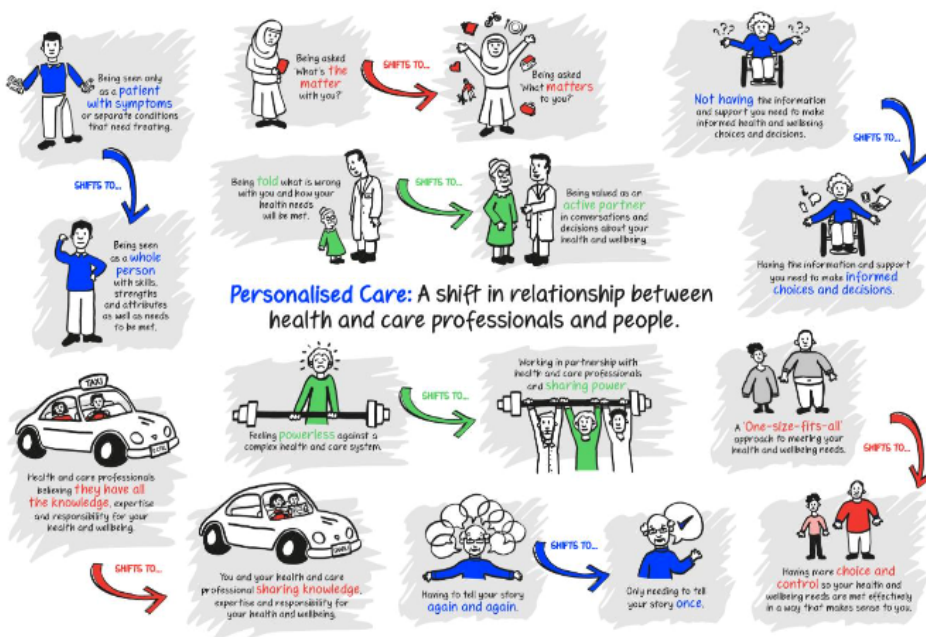 Being seen only
as a patient
with symptoms
or separate conditions
that need treating.
SHIFTS TO...
Being seen
as a whole
person
with skills,
strengths
and attributes
as well as needs
to be met.
Being asked
what's the
matter
with you?
SHIFTS TO...
Being asked
'What matters
to you?'
Not having the information
and support you need to make
informed health and wellbeing
choices and decisions.
SHIFTS TO...
Having the information and support
you need to make informed
choices and decisions.
Being told what is wrong
with you and how your
health needs
will be met.
SHIFTS TO...
Being valued as an
active partner
in conversations and
decisions about your
health and wellbeing
Personalised Care: A shift in relationship between
health and care professionals and people.
TAXI
Health and care professionals
believing they have all
the knowledge, expertise
and responsibility for your
health and wellbeing.
SHIFTS TO...
You and your health and care
professional sharing knowledge,
expertise and responsibility for
your health and wellbeing.
Feeling powerless against a
complex health and care system.
SHIFTS TO...
Working in partnership with
health and care professionals
and sharing power
Having to tell your story
again and again.
SHIFTS TO...
Only needing to tell
your story once.
A 'One-size-fits-all'
approach to meeting your
health and wellbeing needs.
SHIFTS TO...
Having more choice and
control so your health and
wellbeing needs are met effectively
in a way that makes sense to you.